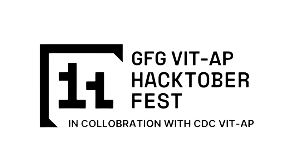 GFG VIT-AP
HACKTOBER
FEST
IN COLLOBRATION WITH CDC VIT-AP